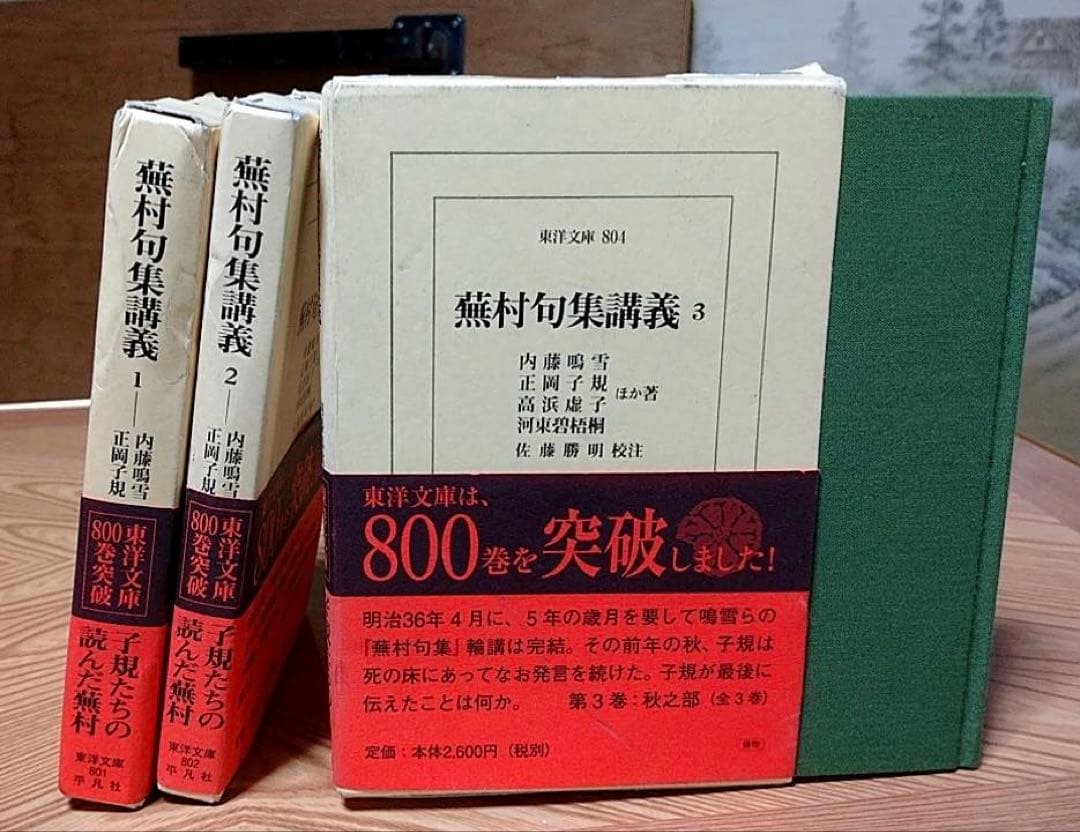 蕪村句集講義 1
内藤鳴雪
正岡子規
東洋文庫
800巻突破
子規たちの
読んだ蕪村
東洋文庫
801
平凡社
蕪村句集講義 2
内藤鳴雪
正岡子規
東洋文庫
800巻突破
子規たちの
読んだ蕪村
東洋文庫
802
平凡社
東洋文庫 804
蕪村句集講義 3
内藤鳴雪
正岡子規
高浜虚子
河東碧梧桐
ほか著
佐藤勝明 校注
東洋文庫は、
800巻を突破しました!
明治36年4月に、5年の歳月を要して鳴雪らの
『蕪村句集』輪講は完結。その前年の秋、子規は
死の床にあってなお発言を続けた。子規が最後に
伝えたことは何か。 第3巻:秋之部(全3巻)
定価:本体2,600円(税別)